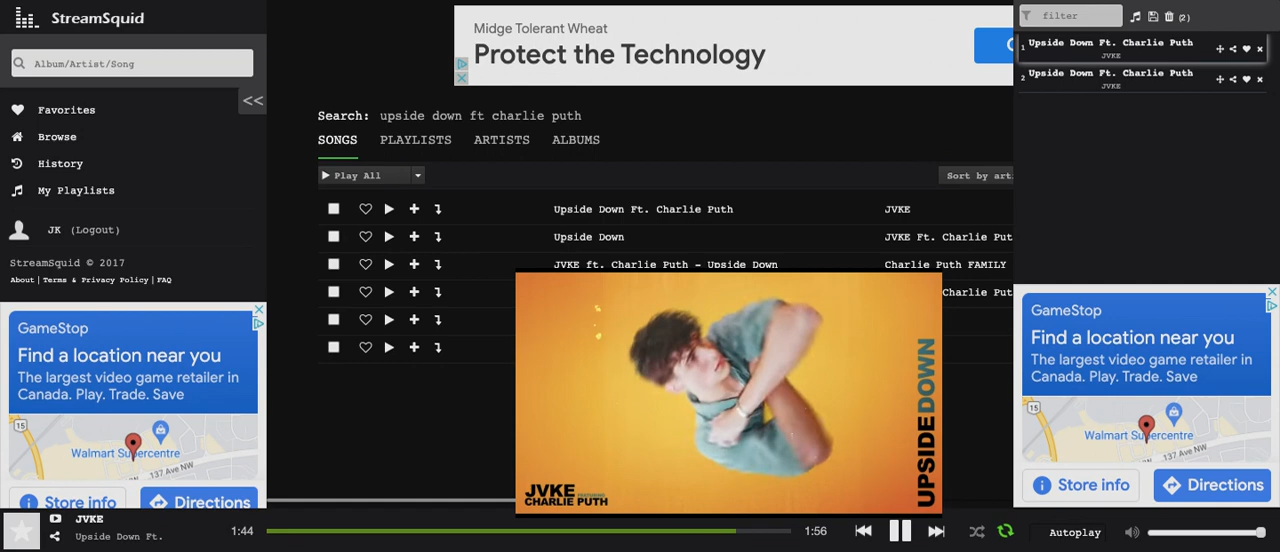 StreamSquid
Album/Artist/Song
<<
Favorites
Browse
History
My Playlists
JK (Logout)
StreamSquid © 2017
About | Terms & Privacy Policy | FAQ
GameStop
Find a location near you
The largest video game retailer in
Canada. Play. Trade. Save
15
Walmart Supercentre
137 Ave NW
Store info
Directions
Midge Tolerant Wheat
Protect the Technology
Search: upside down ft charlie puth
SONGS PLAYLISTS ARTISTS ALBUMS
Play All
Sort by art
Upside Down Ft. Charlie Puth JVKE
Upside Down JVKE Ft. Charlie Put
JVKE ft. Charlie Puth - Upside Down Charlie Puth FAMILY
Charlie Put
UPSIDEDOWN
JVKE FEATURING
CHARLIE PUTH
filter
(2)
1 Upside Down Ft. Charlie Puth
JVKE
2 Upside Down Ft. Charlie Puth
JVKE
GameStop
Find a location near you
The largest video game retailer in
Canada. Play. Trade. Save
15
Walmart Supercentre
137 Ave NW
Store info
Directions
JVKE
Upside Down Ft.
1:44
1:56
Autoplay